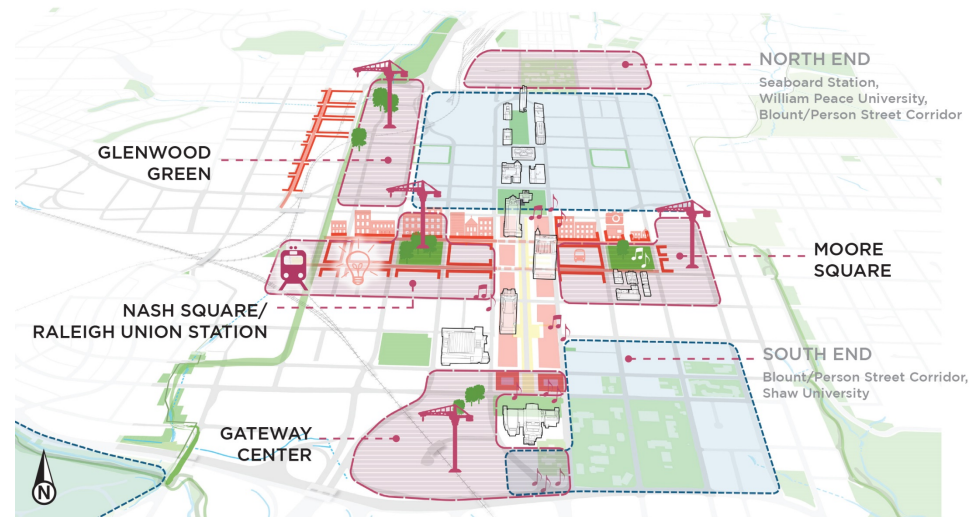 NORTH END
Seaboard Station,
William Peace University,
Blount/Person Street Corridor
GLENWOOD
GREEN
MOORE
SQUARE
NASH SQUARE/
RALEIGH UNION STATION
SOUTH END
Blount/Person Street Corridor,
Shaw University
GATEWAY
CENTER
N